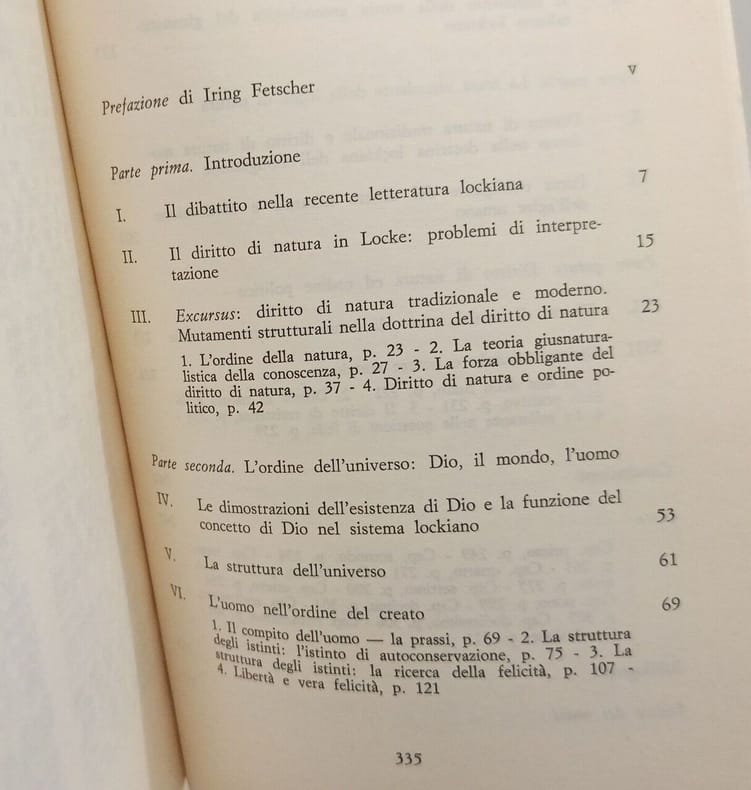 Prefazione di Iring Fetscher V
Parte prima. Introduzione
I. Il dibattito nella recente letteratura lockiana 7
II. Il diritto di natura in Locke: problemi di interpre-
tazione 15
III. Excursus: diritto di natura tradizionale e moderno.
Mutamenti strutturali nella dottrina del diritto di natura 23
1. L'ordine della natura, p. 23 - 2. La teoria giusnatura-
listica della conoscenza, p. 27 - 3. La forza obbligante del
diritto di natura, p. 37 - 4. Diritto di natura e ordine po-
litico, p. 42
Parte seconda. L'ordine dell'universo: Dio, il mondo, l'uomo
IV. Le dimostrazioni dell'esistenza di Dio e la funzione del
concetto di Dio nel sistema lockiano 53
V. La struttura dell'universo 61
VI. L'uomo nell'ordine del creato 69
1. Il compito dell'uomo — la prassi, p. 69 - 2. La struttura
degli istinti: l'istinto di autoconservazione, p. 75 - 3. La
struttura degli istinti: la ricerca della felicità, p. 107 -
4. Libertà e vera felicità, p. 121
335